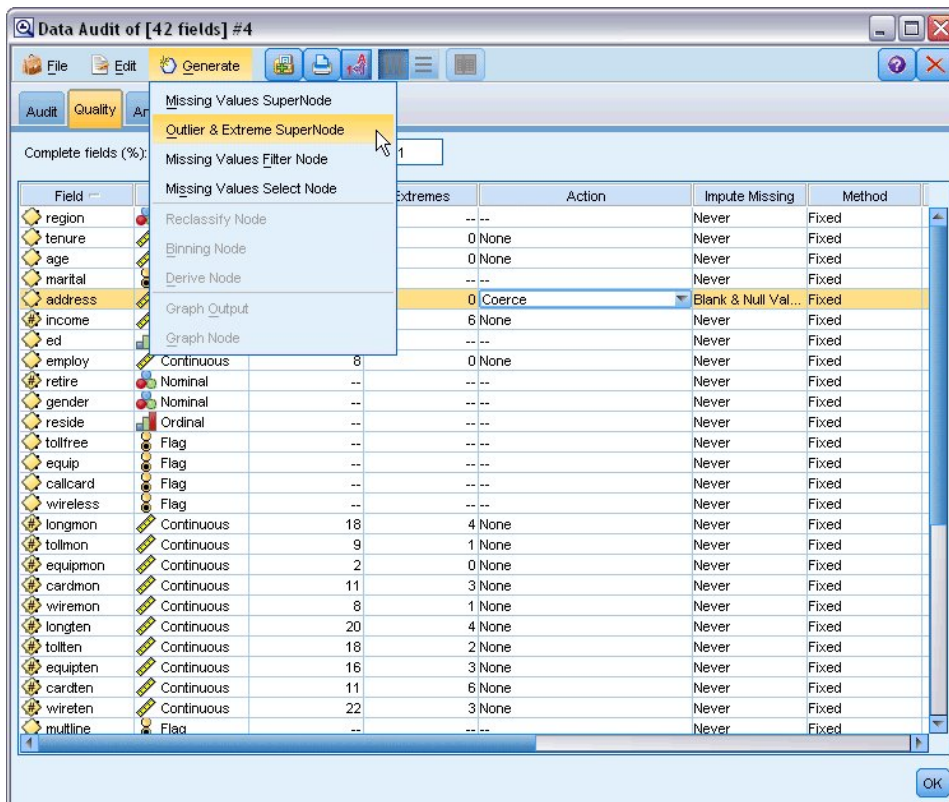 Data Audit of [42 fields] #4
File Edit Generate
Missing Values SuperNode
Outlier & Extreme SuperNode
Missing Values Filter Node
Missing Values Select Node
Reclassify Node
Binning Node
Derive Node
Graph Output
Graph Node
Audit Quality An
Complete fields (%): 1
Field Extremes Action Impute Missing Method
region -- -- Never Fixed
tenure 0 None Never Fixed
age 0 None Never Fixed
marital -- -- Never Fixed
address 0 Coerce Blank & Null Val... Fixed
income 6 None Never Fixed
ed -- -- Never Fixed
employ Continuous 8 0 None Never Fixed
retire Nominal -- -- -- Never Fixed
gender Nominal -- -- -- Never Fixed
reside Ordinal -- -- -- Never Fixed
tollfree Flag -- -- -- Never Fixed
equip Flag -- -- -- Never Fixed
callcard Flag -- -- -- Never Fixed
wireless Flag -- -- -- Never Fixed
longmon Continuous 18 4 None Never Fixed
tollmon Continuous 9 1 None Never Fixed
equipmon Continuous 2 0 None Never Fixed
cardmon Continuous 11 3 None Never Fixed
wiremon Continuous 8 1 None Never Fixed
longten Continuous 20 4 None Never Fixed
tollten Continuous 18 2 None Never Fixed
equipten Continuous 16 3 None Never Fixed
cardten Continuous 11 6 None Never Fixed
wireten Continuous 22 3 None Never Fixed
multline Flag -- -- -- Never Fixed
OK